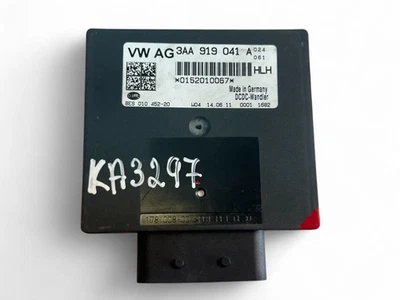 VW AG 3AA 919 041 A 024
061
*0152010067* HLH
Made in Germany
DCDC-Wandler
8ES 010 452-20 W04 14.06.11 0001 1682
KA3297